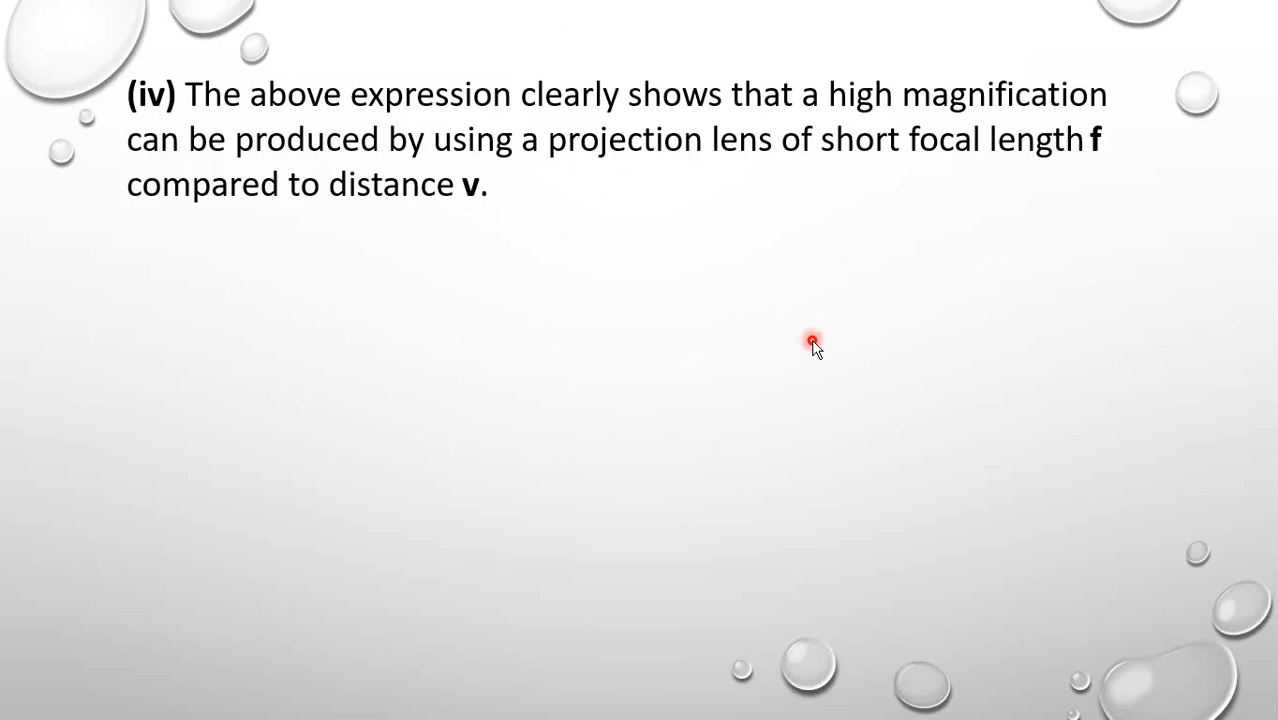 (iv) The above expression clearly shows that a high magnification
can be produced by using a projection lens of short focal length f
compared to distance v.